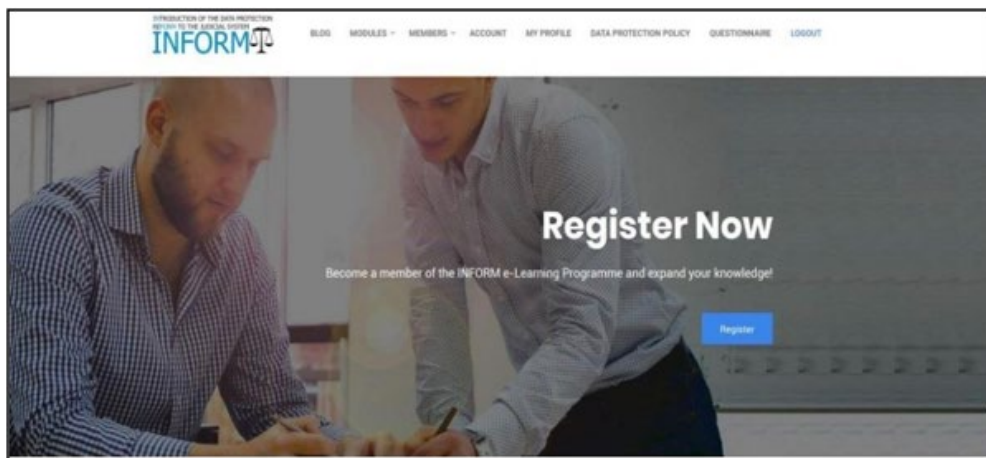 INTRODUCTION OF THE DATA PROTECTION
REFORM TO THE JUDICIAL SYSTEM
INFORM
BLOG MODULES MEMBERS ACCOUNT MY PROFILE DATA PROTECTION POLICY QUESTIONNAIRE LOGOUT
Register Now
Become a member of the INFORM e-Learning Programme and expand your knowledge!
Register